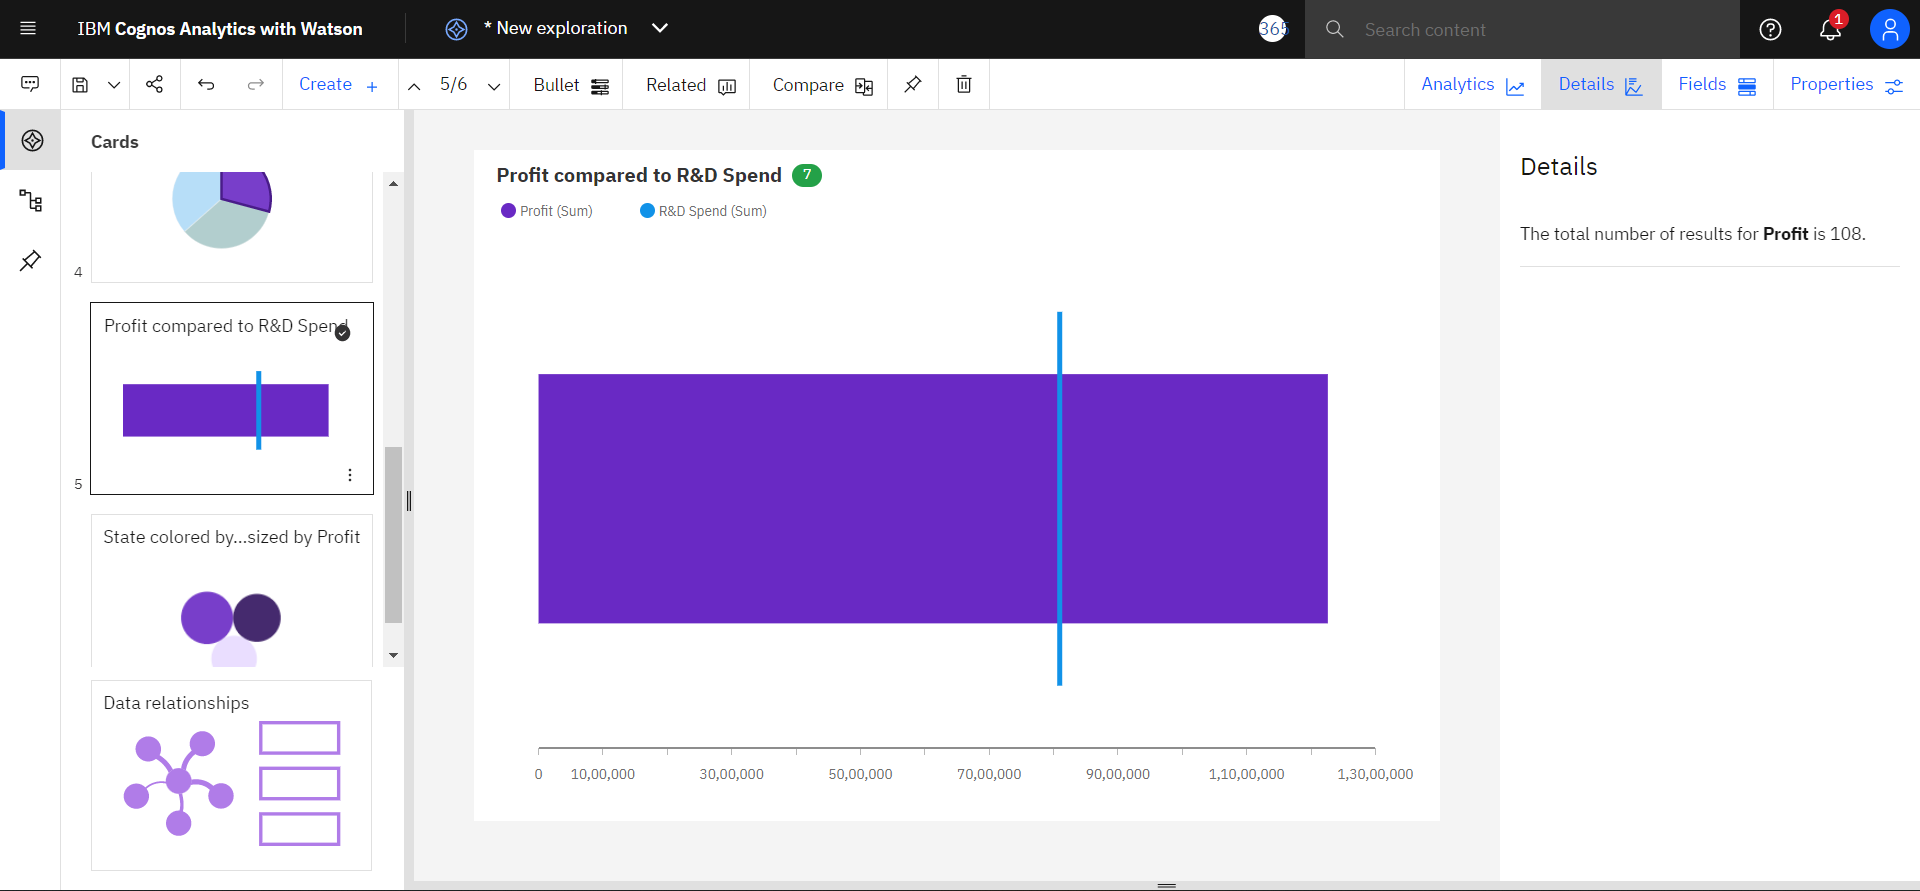 IBM Cognos Analytics with Watson
* New exploration
365
Search content
1
Create +
5/6
Bullet
Related
Compare
Analytics
Details
Fields
Properties
Cards
4
Profit compared to R&D Spend
5
State colored by...sized by Profit
Data relationships
Profit compared to R&D Spend 7
Profit (Sum) R&D Spend (Sum)
0 10,00,000 30,00,000 50,00,000 70,00,000 90,00,000 1,10,00,000 1,30,00,000
Details
The total number of results for Profit is 108.